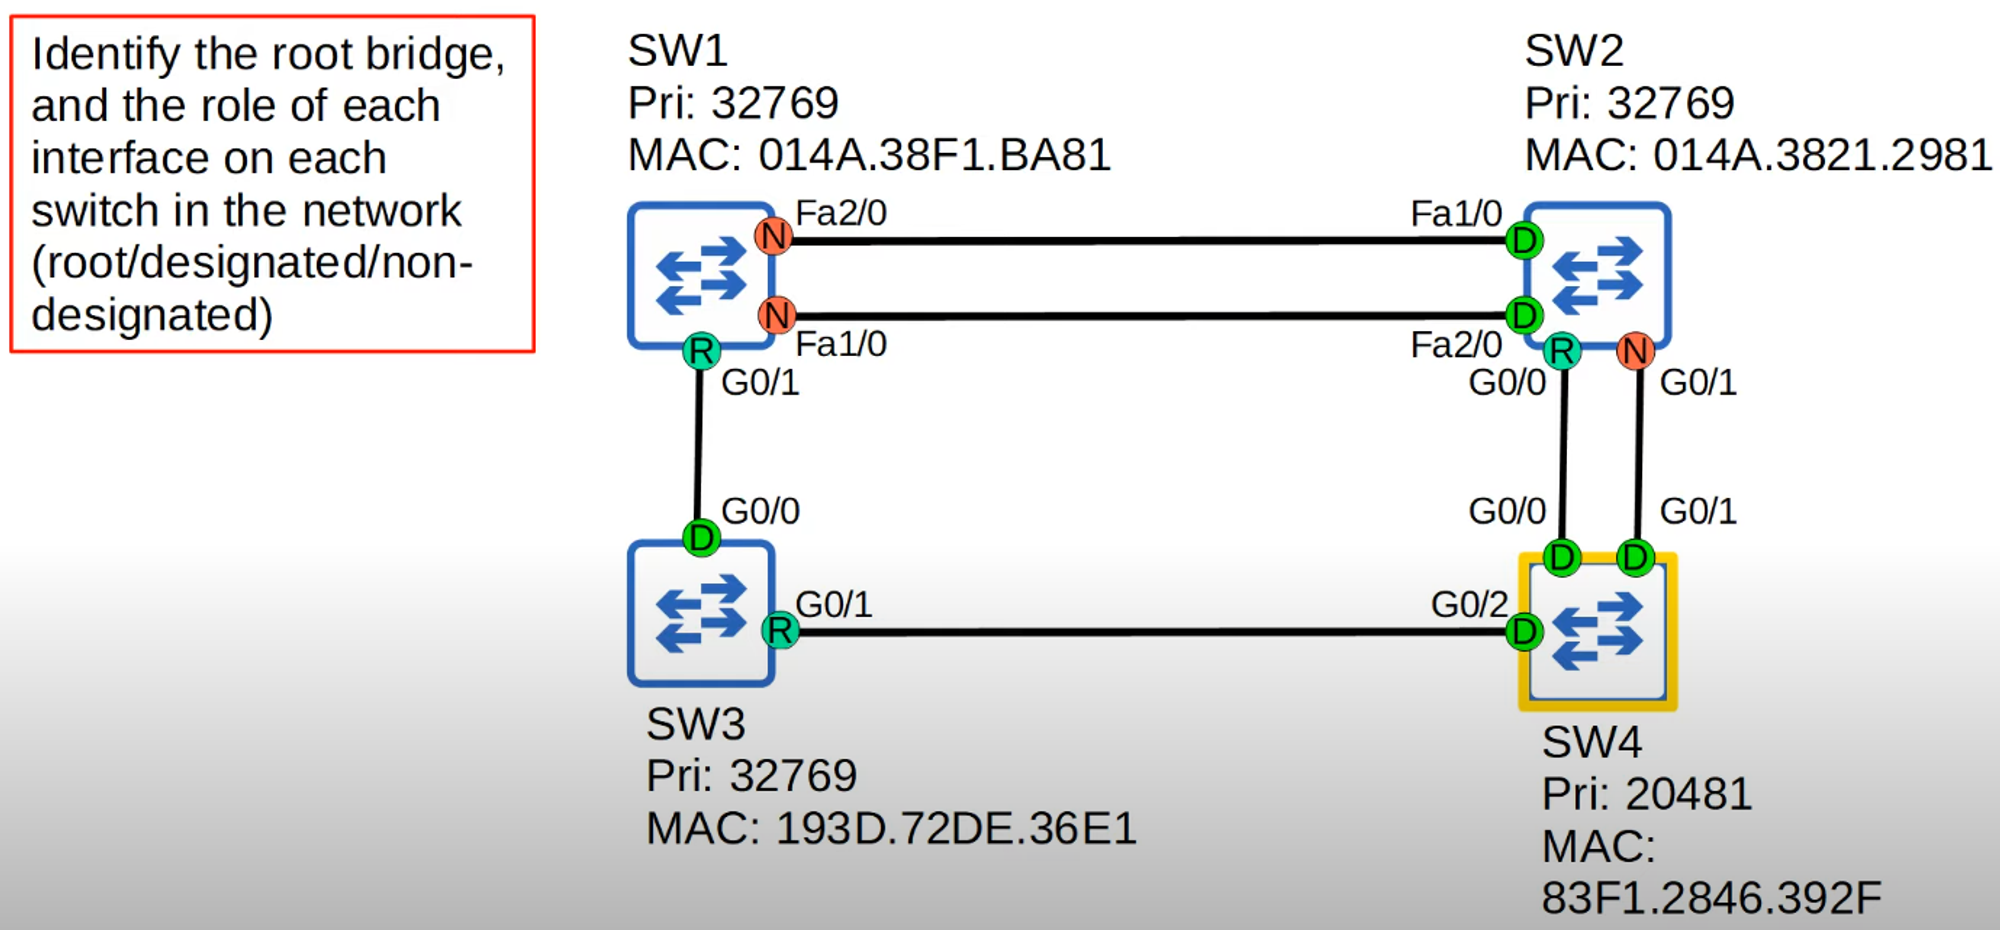 Identify the root bridge,
and the role of each
interface on each
switch in the network
(root/designated/non-
designated)
SW1
Pri: 32769
MAC: 014A.38F1.BA81
SW2
Pri: 32769
MAC: 014A.3821.2981
N
Fa2/0
Fa1/0
D
N
Fa1/0
Fa2/0
D
R
G0/1
R
G0/0
N
G0/1
D
G0/0
G0/0
D
G0/1
D
R
G0/1
G0/2
D
SW3
Pri: 32769
MAC: 193D.72DE.36E1
SW4
Pri: 20481
MAC:
83F1.2846.392F